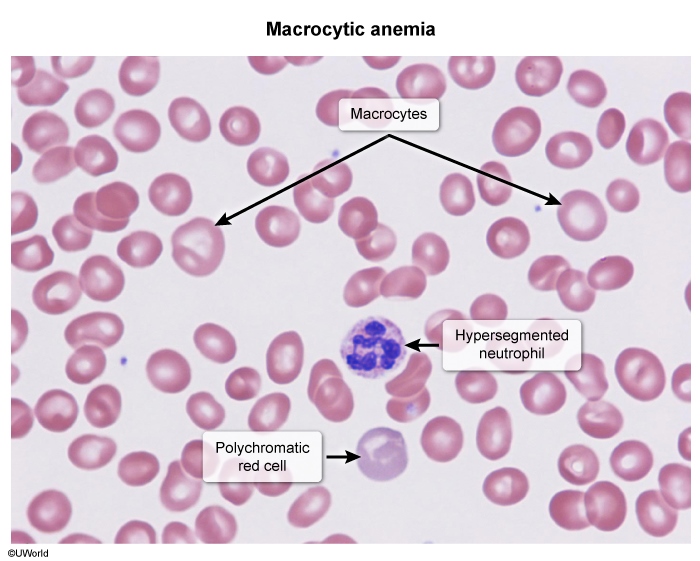 Macrocytic anemia
Macrocytes
Hypersegmented
neutrophil
Polychromatic
red cell
©UWorld